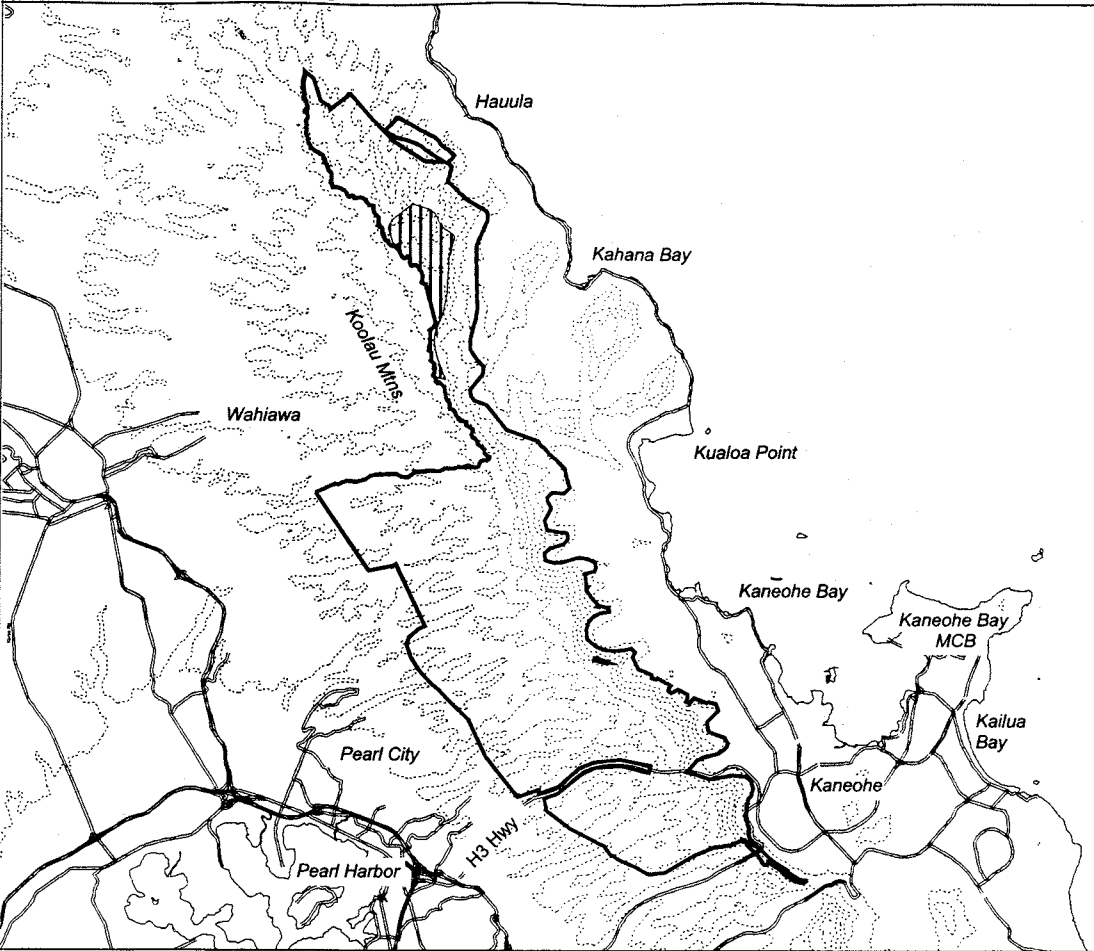 Hauula
Kahana Bay
Koolau Mtns.
Wahiawa
Kualoa Point
Kaneohe Bay
Kaneohe Bay
MCB
Kailua
Bay
Pearl City
Kaneohe
H3 Hwy
Pearl Harbor